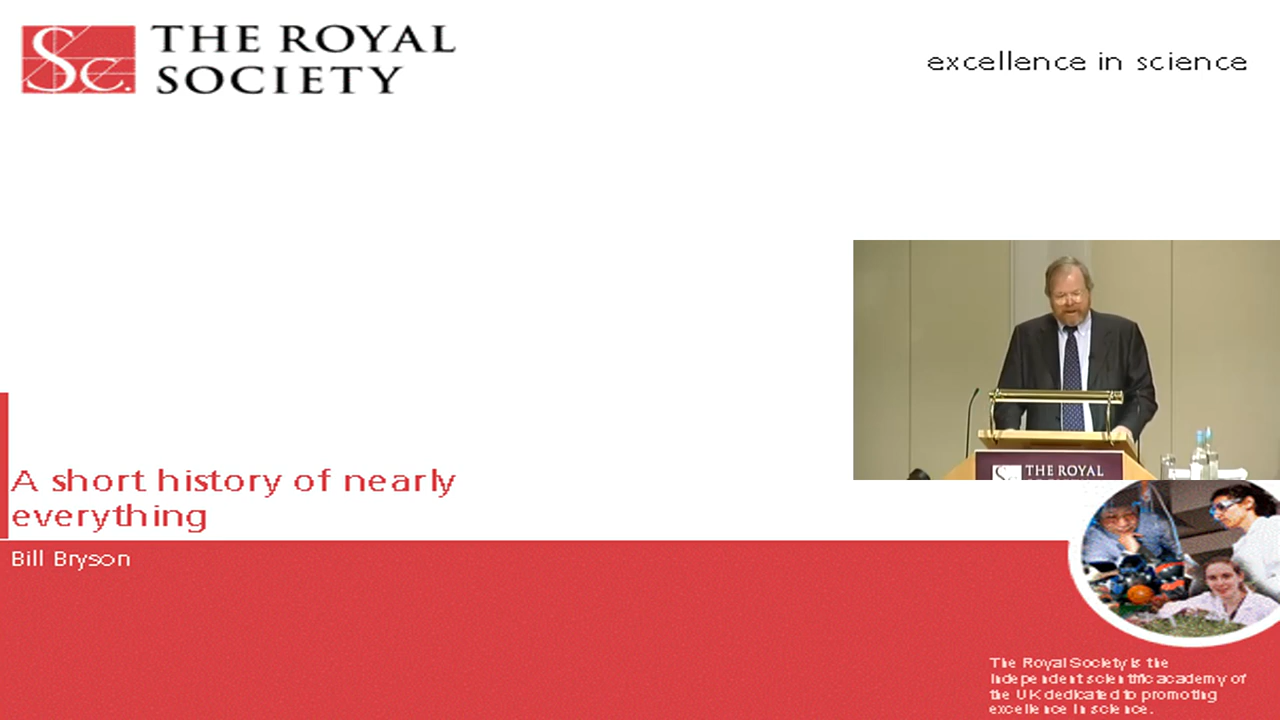 Sc.
THE ROYAL
SOCIETY
excellence in science
THE ROYAL
A short history of nearly
everything
Bill Bryson
The Royal Society is the
independent scientific academy of
the UK dedicated to promoting
excellence in science.